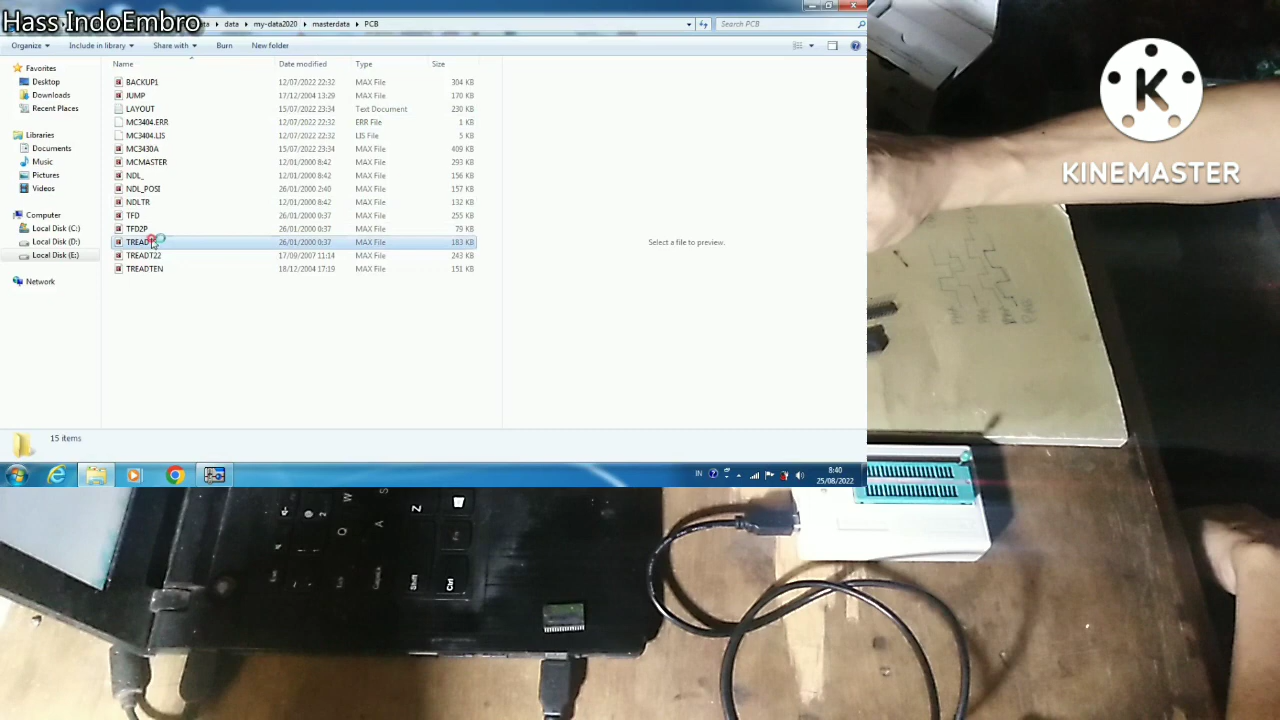 Hass IndoEmbro
data
my-data2020
masterdata
PCB
Search PCB
Organize
Include in library
Share with
Burn
New folder
Name
Date modified
Type
Size
Favorites
Desktop
Downloads
Recent Places
Libraries
Documents
Music
Pictures
Videos
Computer
Local Disk (C:)
Local Disk (D:)
Local Disk (E:)
Network
BACKUP1 12/07/2022 22:32 MAX File 304 KB
JUMP 17/12/2004 13:29 MAX File 170 KB
LAYOUT 15/07/2022 23:34 Text Document 230 KB
MC3404.ERR 12/07/2022 22:32 ERR File 1 KB
MC3404.LIS 12/07/2022 22:32 LIS File 5 KB
MC3430A 15/07/2022 23:34 MAX File 409 KB
MCMASTER 12/01/2000 8:42 MAX File 293 KB
NDL_ 12/01/2000 8:42 MAX File 156 KB
NDL_POSI 26/01/2000 2:40 MAX File 157 KB
NDLTR 12/01/2000 8:42 MAX File 132 KB
TFD 26/01/2000 0:37 MAX File 255 KB
TFD2P 26/01/2000 0:37 MAX File 79 KB
TREAD 26/01/2000 0:37 MAX File 183 KB
TREADT22 17/09/2007 11:14 MAX File 243 KB
TREADTEN 18/12/2004 17:19 MAX File 151 KB
Select a file to preview.
15 items
IN
8:40
25/08/2022
K
KINEMASTER
W
S
Q
A
Z
Shift
Ctrl